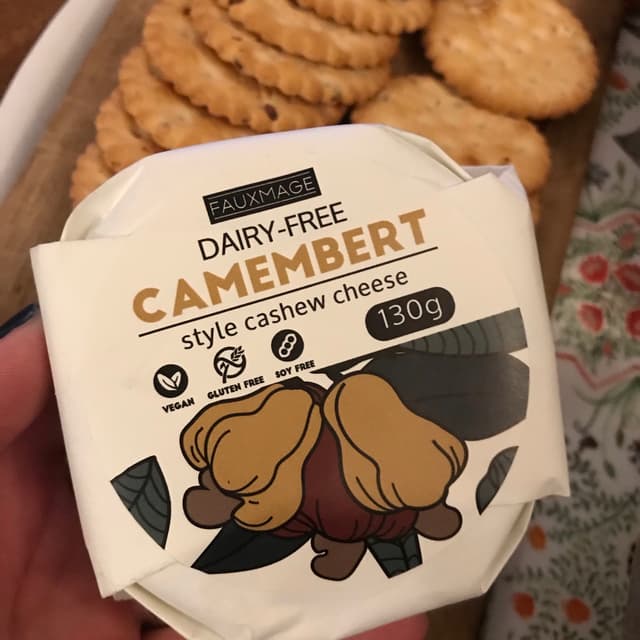 FAUXMAGE
DAIRY-FREE
CAMEMBERT
style cashew cheese
130g
VEGAN
GLUTEN FREE
SOY FREE